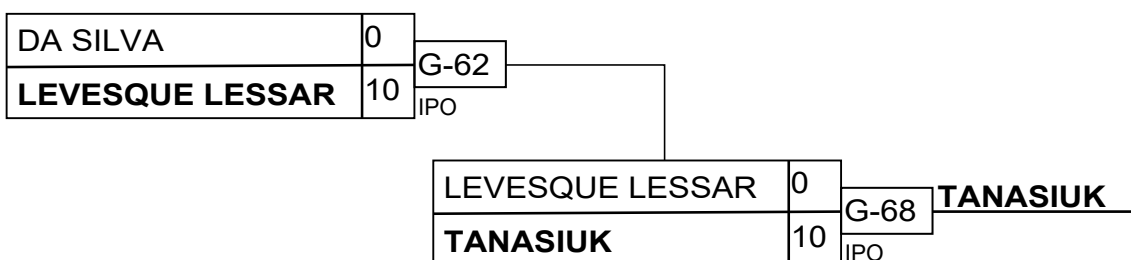 DA SILVA 0
G-62
LEVESQUE LESSAR 10
IPO
LEVESQUE LESSAR 0
G-68 TANASIUK
TANASIUK 10
IPO